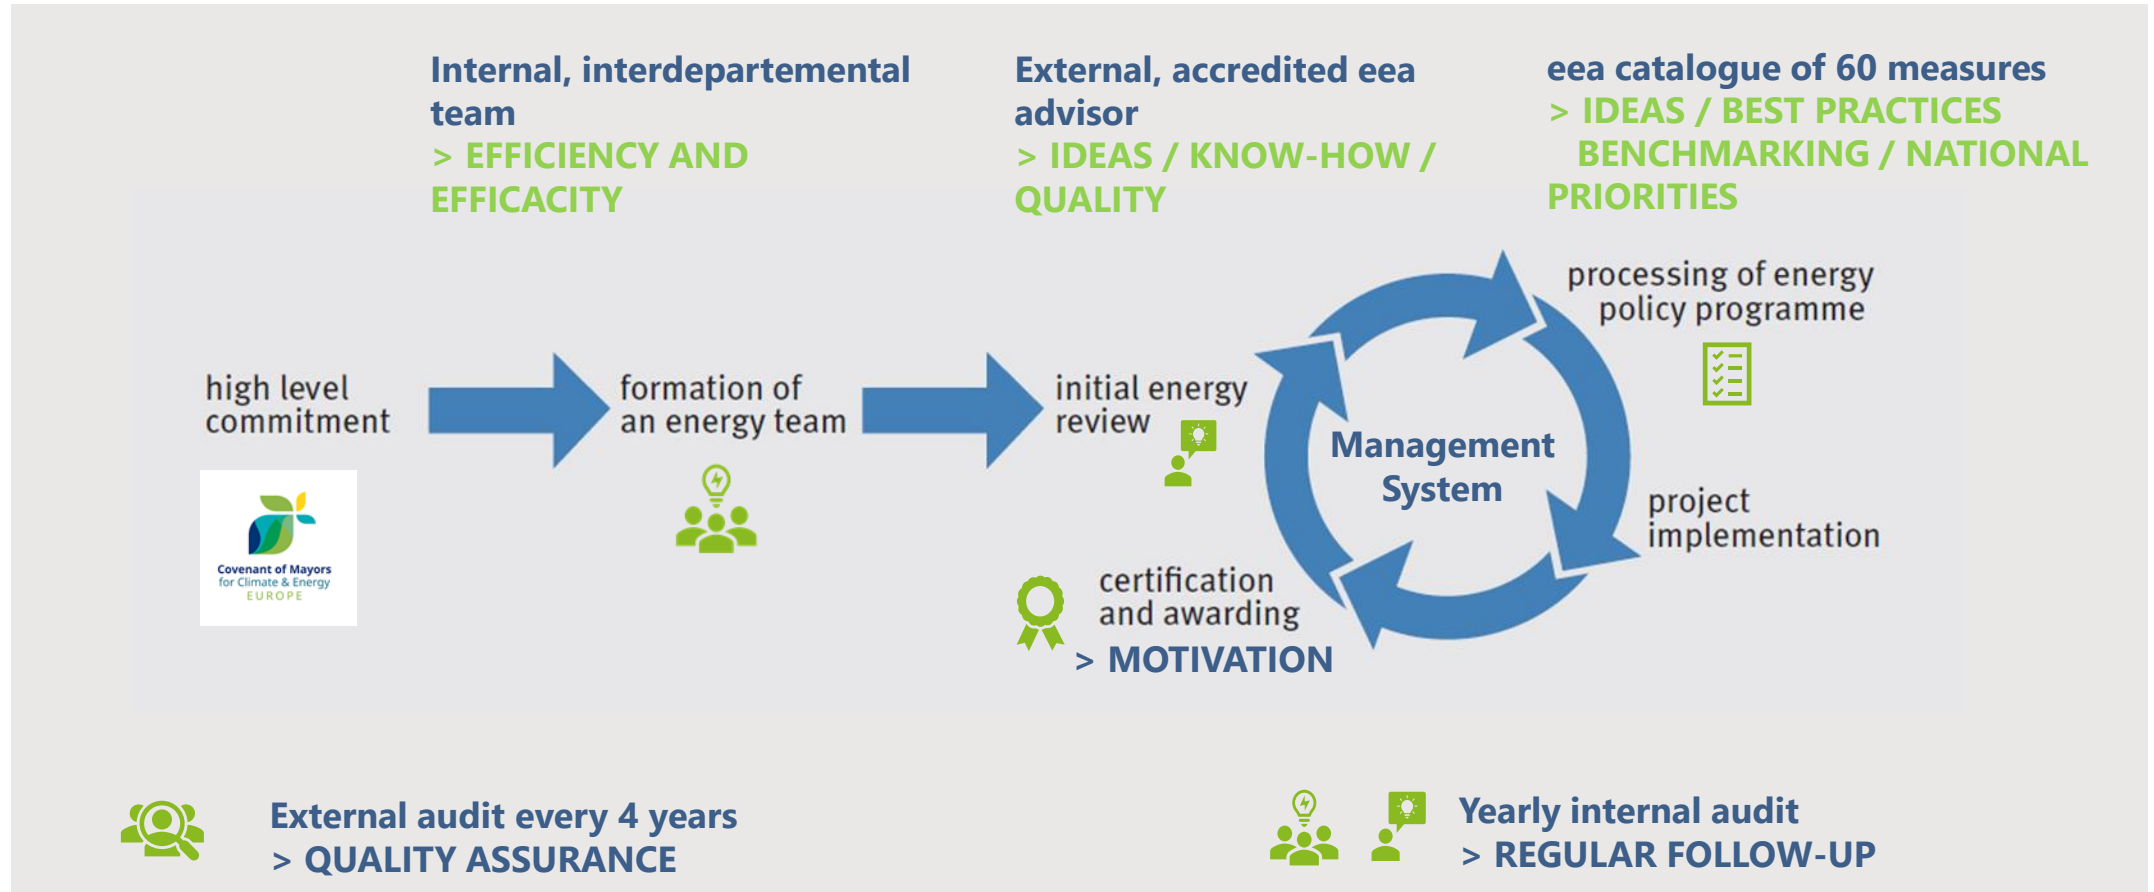 Internal, interdepartemental
team
> EFFICIENCY AND
EFFICACITY
External, accredited eea
advisor
> IDEAS / KNOW-HOW /
QUALITY
eea catalogue of 60 measures
> IDEAS / BEST PRACTICES
BENCHMARKING / NATIONAL
PRIORITIES
high level
commitment
Covenant of Mayors
for Climate & Energy
EUROPE
formation of
an energy team
initial energy
review
Management
System
processing of energy
policy programme
project
implementation
certification
and awarding
> MOTIVATION
External audit every 4 years
> QUALITY ASSURANCE
Yearly internal audit
> REGULAR FOLLOW-UP